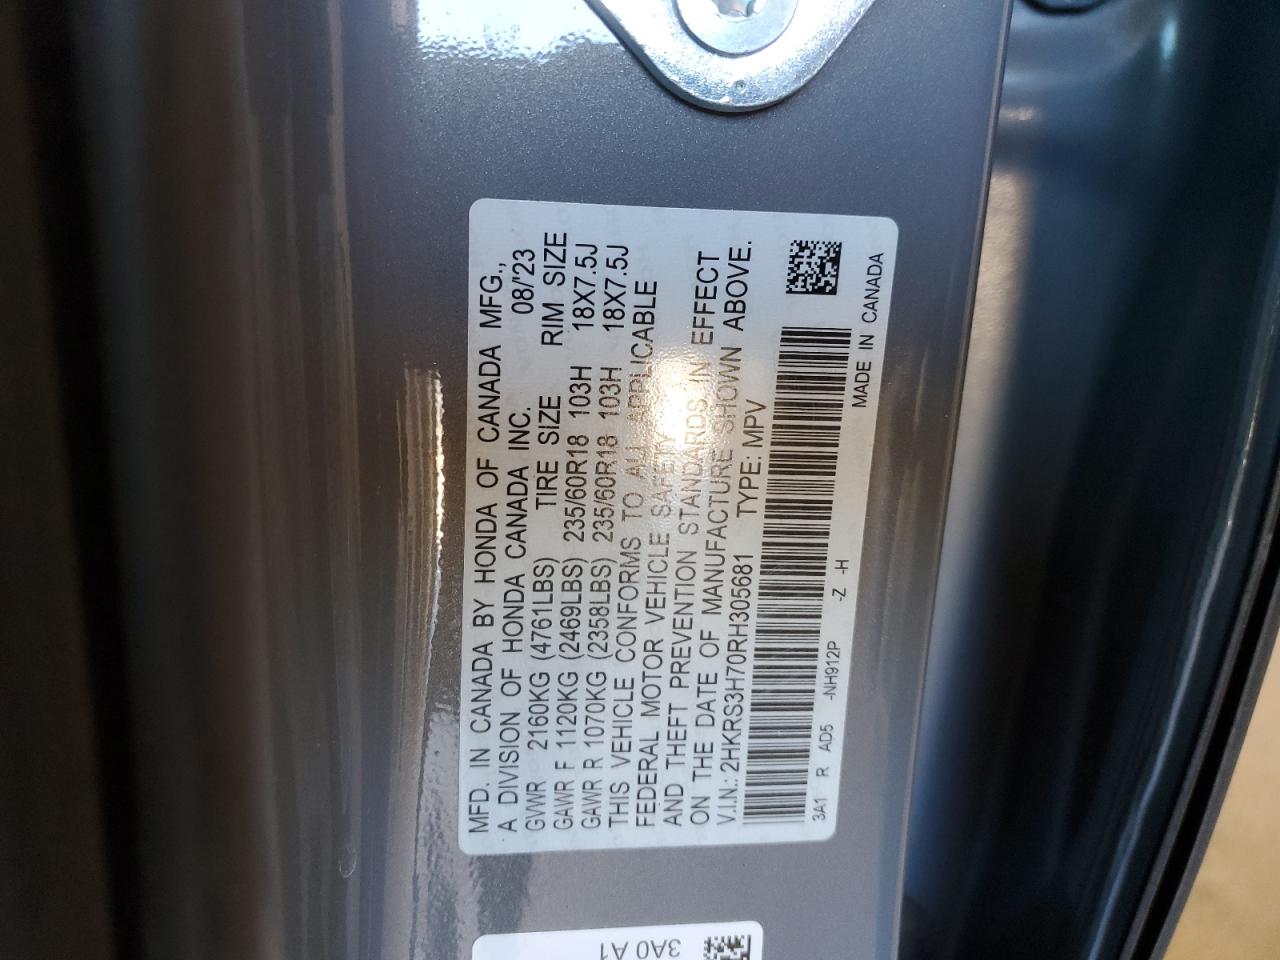 MFD. IN CANADA BY HONDA OF CANADA MFG.,
A DIVISION OF HONDA CANADA INC. 08/'23
GVWR 2160KG (4761LBS) TIRE SIZE RIM SIZE
GAWR F 1120KG (2469LBS) 235/60R18 103H 18X7.5J
GAWR R 1070KG (2358LBS) 235/60R18 103H 18X7.5J
THIS VEHICLE CONFORMS TO ALL APPLICABLE
FEDERAL MOTOR VEHICLE SAFETY
AND THEFT PREVENTION STANDARDS IN EFFECT
ON THE DATE OF MANUFACTURE SHOWN ABOVE.
V.I.N.: 2HKRS3H70RH305681 TYPE: MPV
3A1 R AD5 -NH912P -Z -H
MADE IN CANADA
3A0 A1